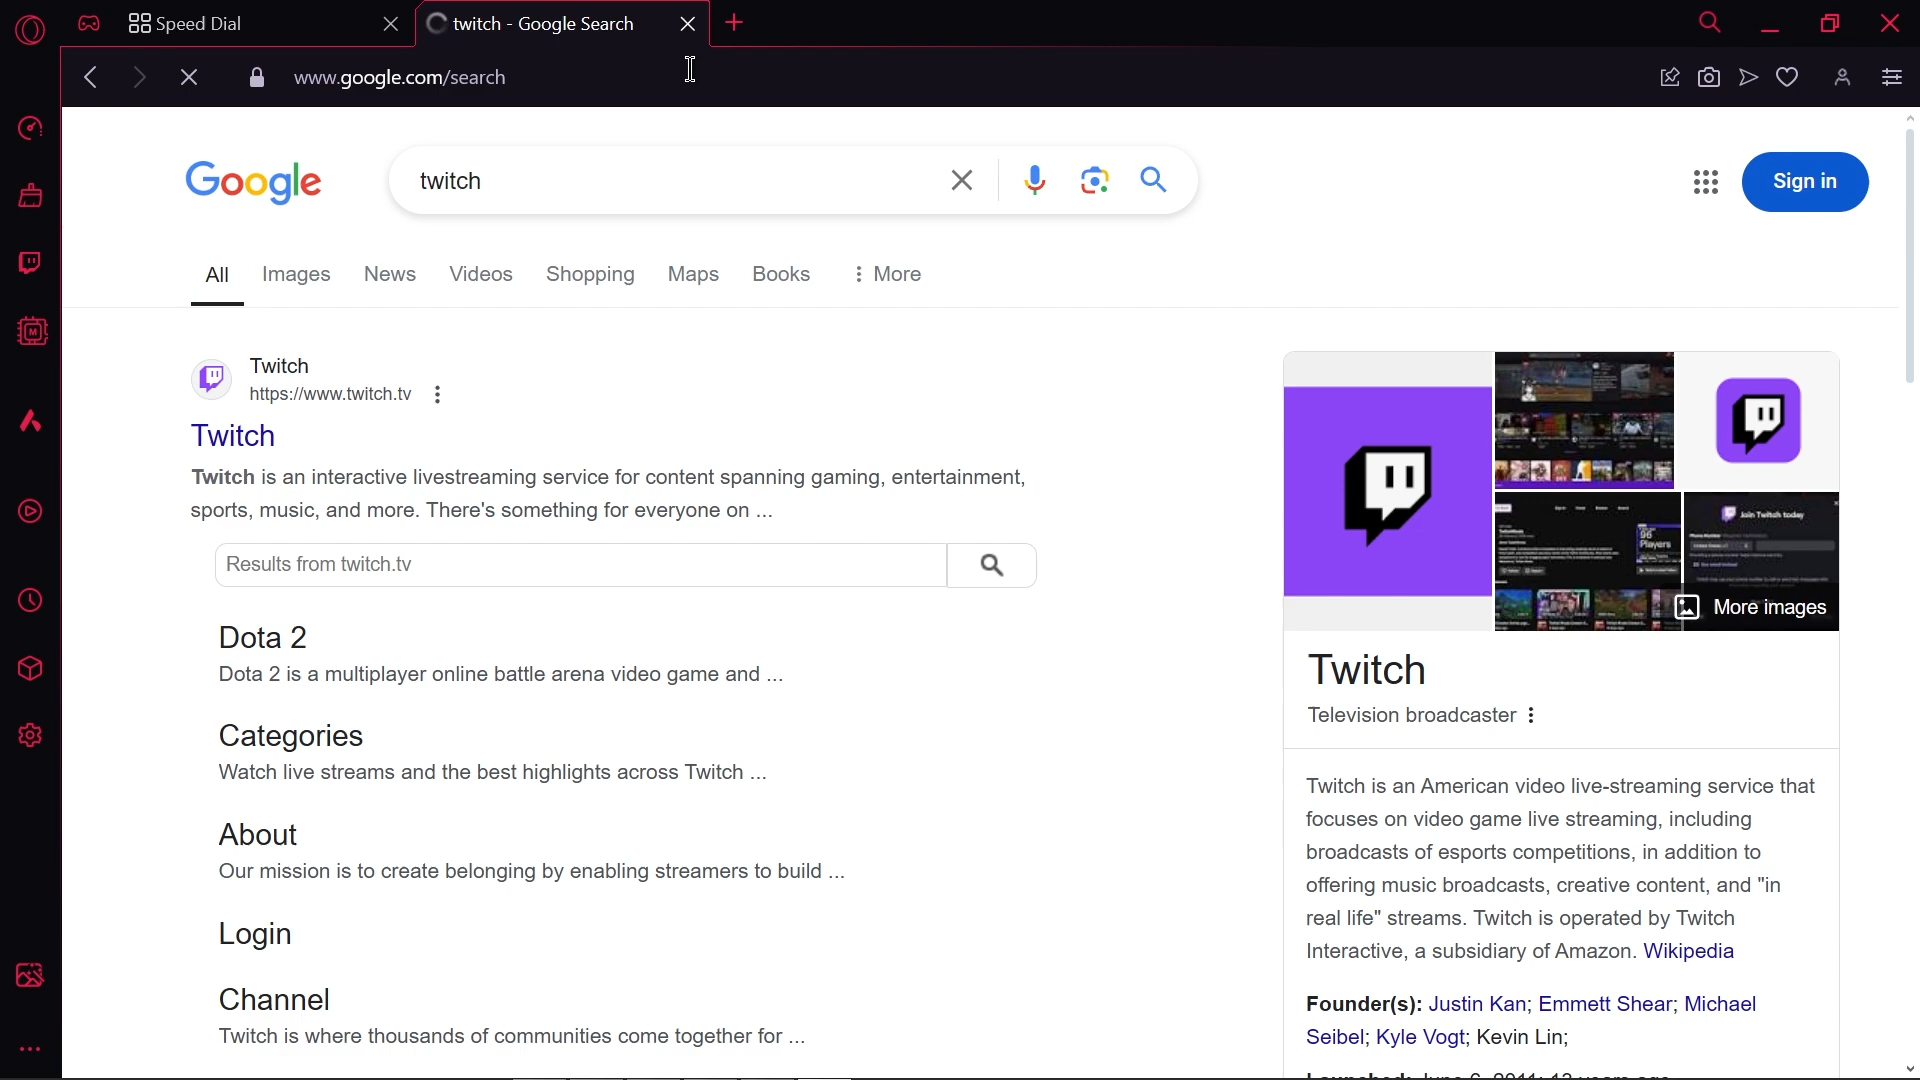 Speed Dial
twitch - Google Search
www.google.com/search
Google
twitch
Sign in
All Images News Videos Shopping Maps Books More
Twitch
https://www.twitch.tv
Twitch
Twitch is an interactive livestreaming service for content spanning gaming, entertainment,
sports, music, and more. There's something for everyone on ...
Results from twitch.tv
Dota 2
Dota 2 is a multiplayer online battle arena video game and ...
Categories
Watch live streams and the best highlights across Twitch ...
About
Our mission is to create belonging by enabling streamers to build ...
Login
Channel
Twitch is where thousands of communities come together for ...
96
Players
Join Twitch today
More images
Twitch
Television broadcaster
Twitch is an American video live-streaming service that
focuses on video game live streaming, including
broadcasts of esports competitions, in addition to
offering music broadcasts, creative content, and "in
real life" streams. Twitch is operated by Twitch
Interactive, a subsidiary of Amazon. Wikipedia
Founder(s): Justin Kan; Emmett Shear; Michael
Seibel; Kyle Vogt; Kevin Lin;